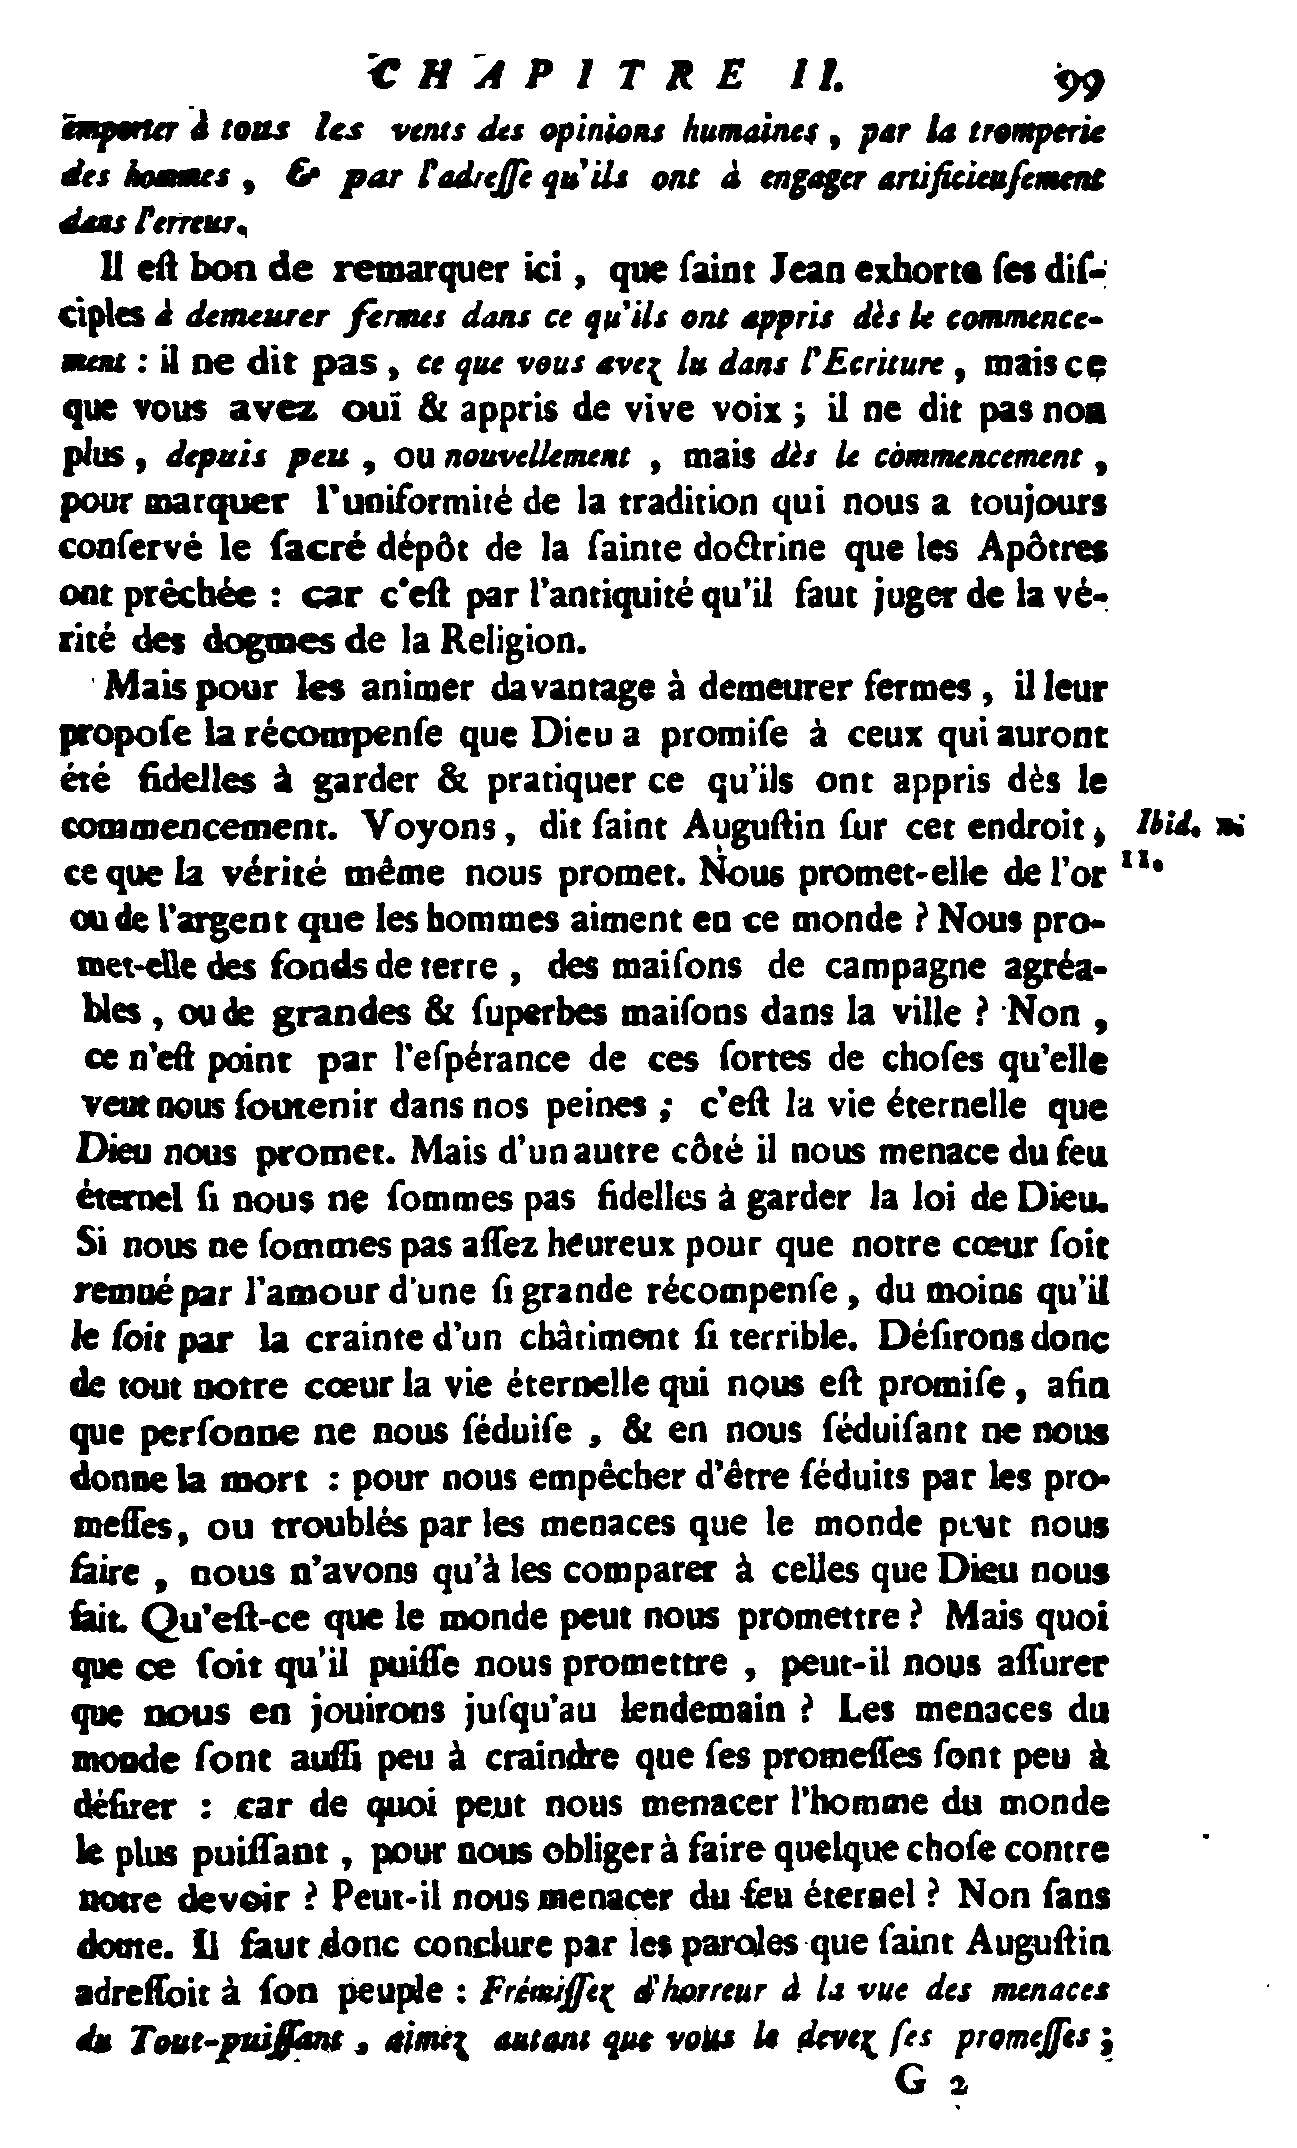 CHAPITRE II. 99
emporter à tous les vents des opinions humaines, par la tromperie
des hommes, & par l'adreſſe qu'ils ont à engager artificieuſement
dans l'erreur.
Il eſt bon de remarquer ici, que ſaint Jean exhorte ſes diſ-
ciples à demeurer fermes dans ce qu'ils ont appris dès le commence-
ment : il ne dit pas, ce que vous avez lu dans l'Ecriture, mais ce
que vous avez ouï & appris de vive voix ; il ne dit pas non
plus, depuis peu, ou nouvellement, mais dès le commencement,
pour marquer l'uniformité de la tradition qui nous a toujours
conſervé le ſacré dépôt de la ſainte doctrine que les Apôtres
ont prêchée : car c'eſt par l'antiquité qu'il faut juger de la vé-
rité des dogmes de la Religion.
Mais pour les animer davantage à demeurer fermes, il leur
propoſe la récompenſe que Dieu a promiſe à ceux qui auront
été fidelles à garder & pratiquer ce qu'ils ont appris dès le
commencement. Voyons, dit ſaint Auguſtin ſur cet endroit, Ibid. n.
ce que la vérité même nous promet. Nous promet-elle de l'or 11.
ou de l'argent que les hommes aiment en ce monde ? Nous pro-
met-elle des fonds de terre, des maiſons de campagne agréa-
bles, ou de grandes & ſuperbes maiſons dans la ville ? Non,
ce n'eſt point par l'eſpérance de ces ſortes de choſes qu'elle
veut nous ſoutenir dans nos peines ; c'eſt la vie éternelle que
Dieu nous promet. Mais d'un autre côté il nous menace du feu
éternel ſi nous ne ſommes pas fidelles à garder la loi de Dieu.
Si nous ne ſommes pas aſſez heureux pour que notre cœur ſoit
remué par l'amour d'une ſi grande récompenſe, du moins qu'il
le ſoit par la crainte d'un châtiment ſi terrible. Déſirons donc
de tout notre cœur la vie éternelle qui nous eſt promiſe, afin
que perſonne ne nous ſéduiſe, & en nous ſéduiſant ne nous
donne la mort : pour nous empêcher d'être ſéduits par les pro-
meſſes, ou troublés par les menaces que le monde peut nous
faire, nous n'avons qu'à les comparer à celles que Dieu nous
fait. Qu'eſt-ce que le monde peut nous promettre ? Mais quoi
que ce ſoit qu'il puiſſe nous promettre, peut-il nous aſſurer
que nous en jouirons juſqu'au lendemain ? Les menaces du
monde ſont auſſi peu à craindre que ſes promeſſes ſont peu à
déſirer : car de quoi peut nous menacer l'homme du monde
le plus puiſſant, pour nous obliger à faire quelque choſe contre
notre devoir ? Peut-il nous menacer du feu éternel ? Non ſans
doute. Il faut donc conclure par les paroles que ſaint Auguſtin
adreſſoit à ſon peuple : Frémiſſez d'horreur à la vue des menaces
du Tout-puiſſant, aimez autant que vous le devez ſes promeſſes ;
G 2